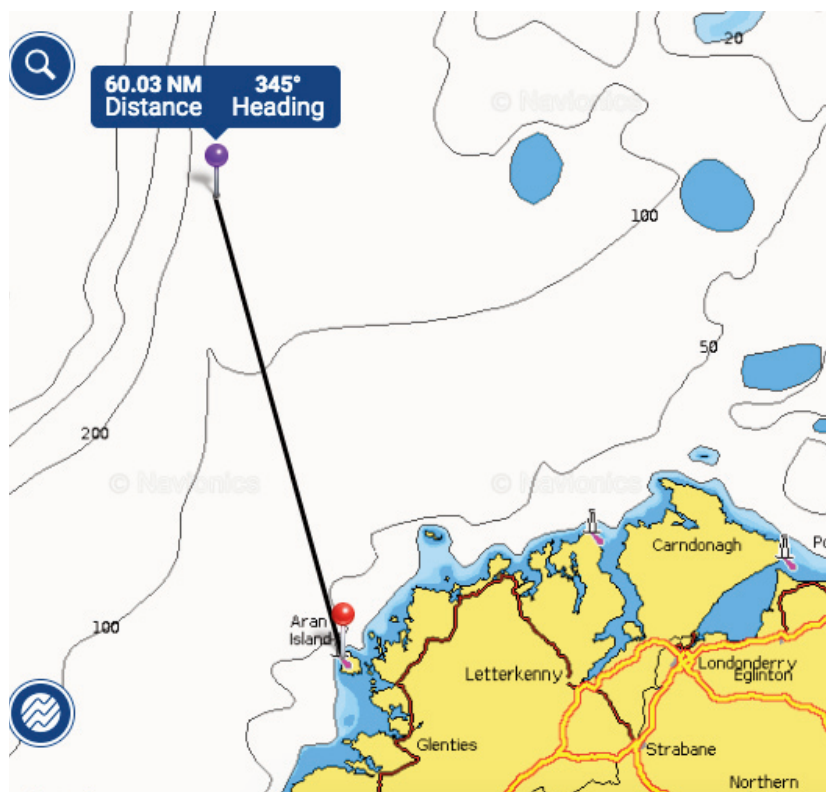 20
60.03 NM 345°
Distance Heading
© Navionics
100
50
200
© Navionics
© Navionics
Carndonagh
Po
100
Aran
Island
Letterkenny
Londonderry
Eglinton
Glenties
Strabane
Northern